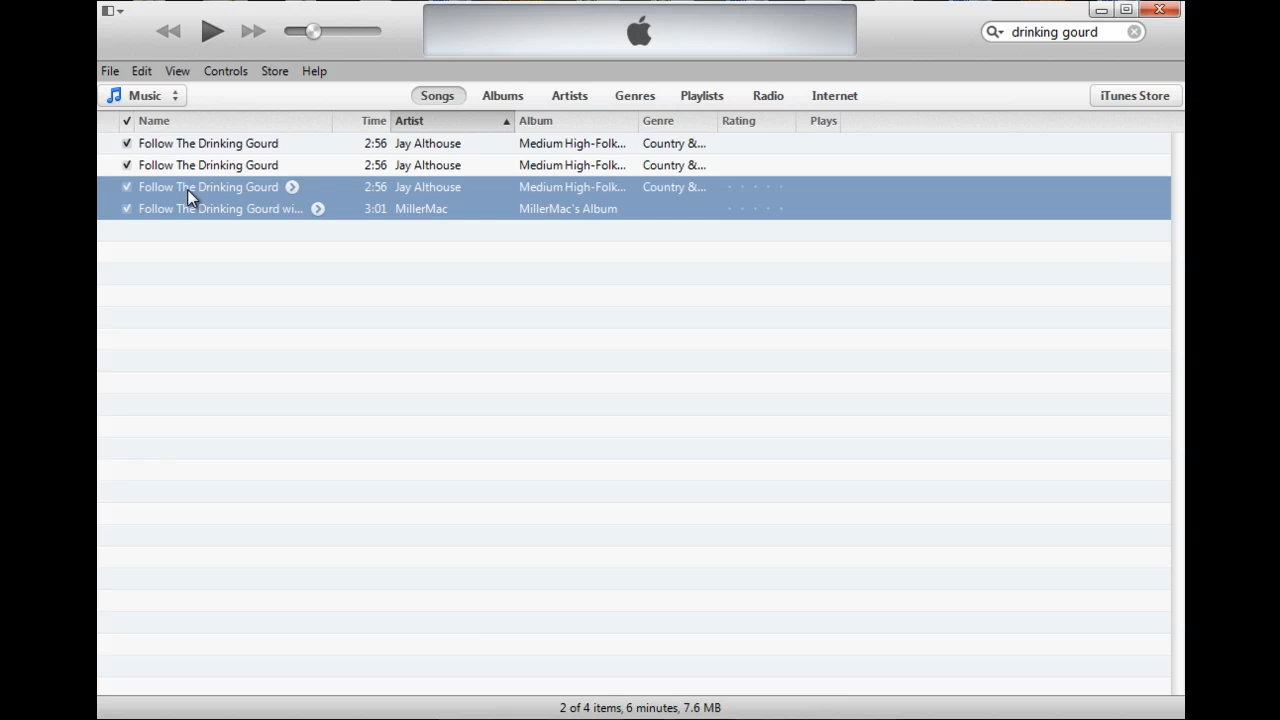 drinking gourd
File Edit View Controls Store Help
Music Songs Albums Artists Genres Playlists Radio Internet iTunes Store
Name Time Artist Album Genre Rating Plays
Follow The Drinking Gourd 2:56 Jay Althouse Medium High-Folk... Country &...
Follow The Drinking Gourd 2:56 Jay Althouse Medium High-Folk... Country &...
Follow The Drinking Gourd 2:56 Jay Althouse Medium High-Folk... Country &...
Follow The Drinking Gourd wi... 3:01 MillerMac MillerMac's Album
2 of 4 items, 6 minutes, 7.6 MB